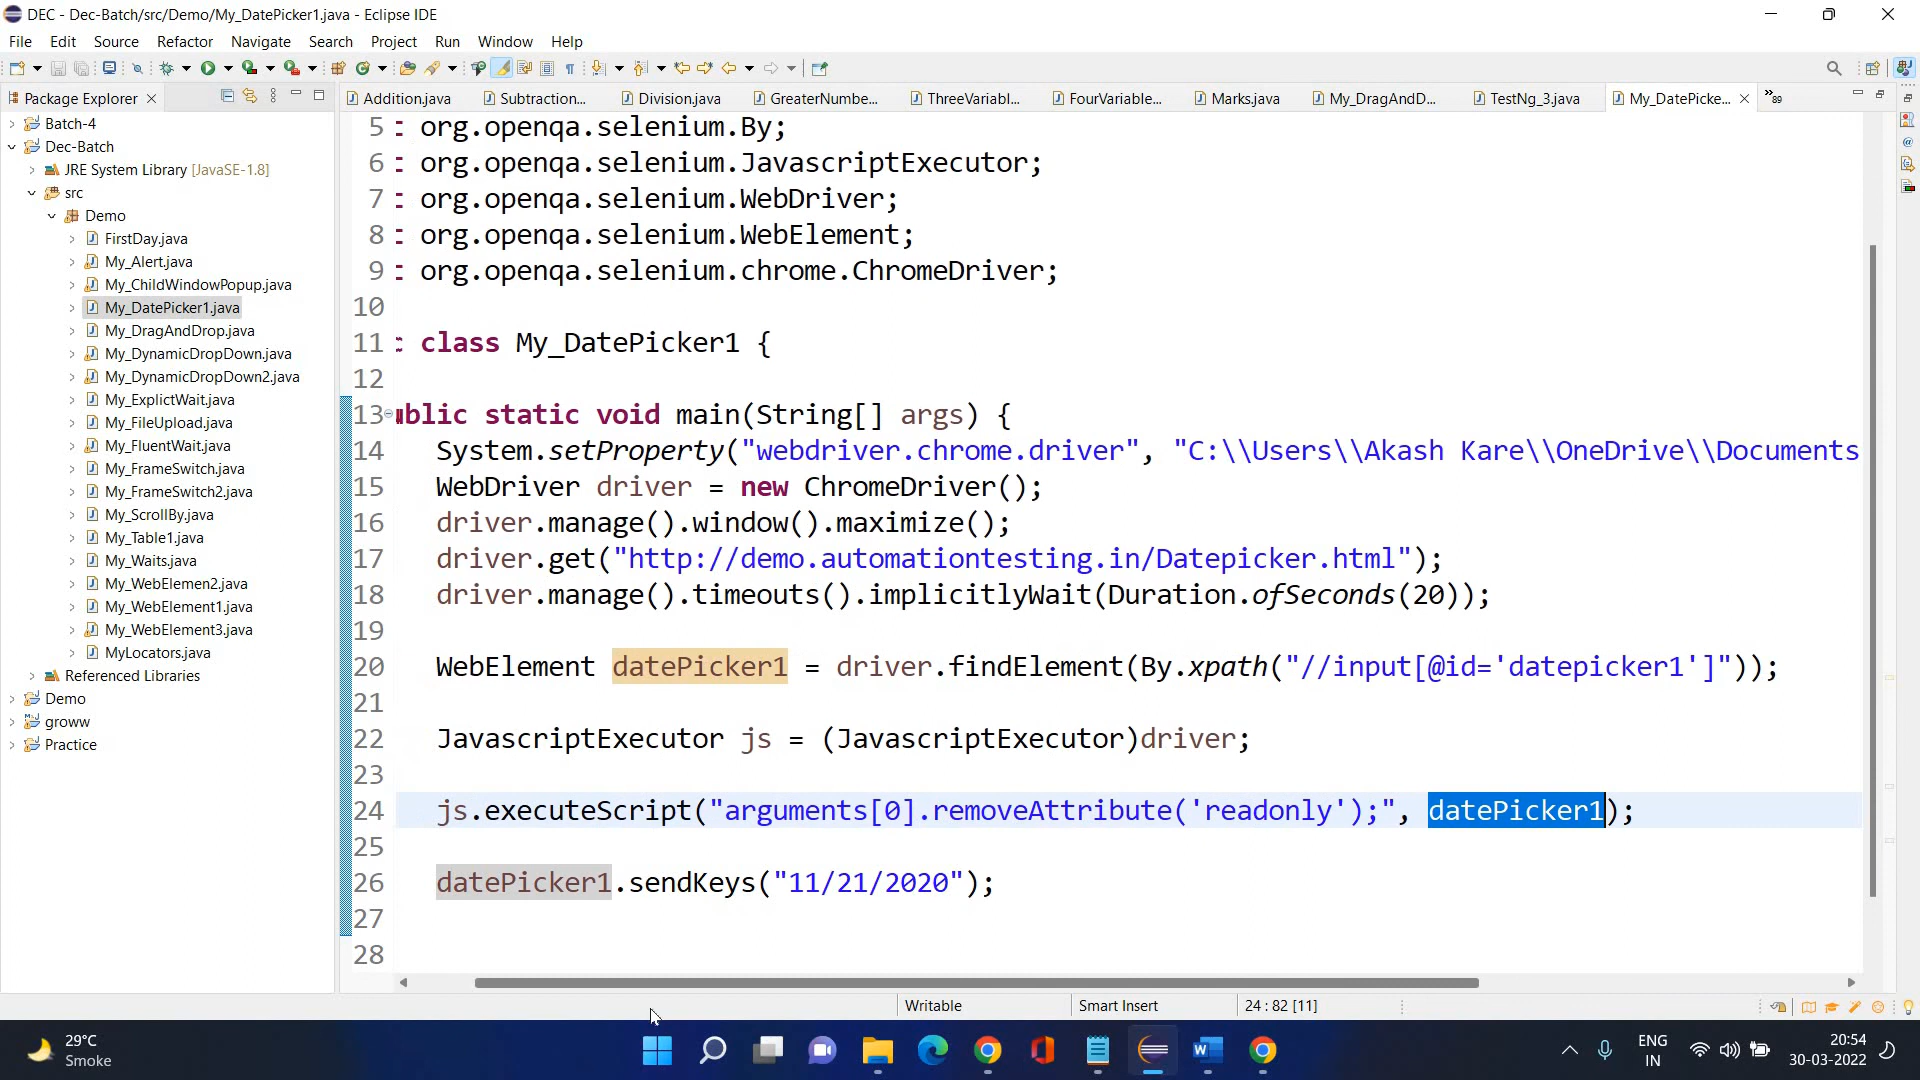 DEC - Dec-Batch/src/Demo/My_DatePicker1.java - Eclipse IDE
File Edit Source Refactor Navigate Search Project Run Window Help
Package Explorer
Addition.java Subtraction... Division.java GreaterNumbe... ThreeVariabl... FourVariable... Marks.java My_DragAndD... TestNg_3.java My_DatePicke... »89
Batch-4
Dec-Batch
JRE System Library [JavaSE-1.8]
src
Demo
FirstDay.java
My_Alert.java
My_ChildWindowPopup.java
My_DatePicker1.java
My_DragAndDrop.java
My_DynamicDropDown.java
My_DynamicDropDown2.java
My_ExplictWait.java
My_FileUpload.java
My_FluentWait.java
My_FrameSwitch.java
My_FrameSwitch2.java
My_ScrollBy.java
My_Table1.java
My_Waits.java
My_WebElemen2.java
My_WebElement1.java
My_WebElement3.java
MyLocators.java
Referenced Libraries
Demo
groww
Practice
5 org.openqa.selenium.By;
6 org.openqa.selenium.JavascriptExecutor;
7 org.openqa.selenium.WebDriver;
8 org.openqa.selenium.WebElement;
9 org.openqa.selenium.chrome.ChromeDriver;
10
11 class My_DatePicker1 {
12
13 ublic static void main(String[] args) {
14 System.setProperty("webdriver.chrome.driver", "C:\\Users\\Akash Kare\\OneDrive\\Documents
15 WebDriver driver = new ChromeDriver();
16 driver.manage().window().maximize();
17 driver.get("http://demo.automationtesting.in/Datepicker.html");
18 driver.manage().timeouts().implicitlyWait(Duration.ofSeconds(20));
19
20 WebElement datePicker1 = driver.findElement(By.xpath("//input[@id='datepicker1']"));
21
22 JavascriptExecutor js = (JavascriptExecutor)driver;
23
24 js.executeScript("arguments[0].removeAttribute('readonly');", datePicker1);
25
26 datePicker1.sendKeys("11/21/2020");
27
28
Writable Smart Insert 24 : 82 [11]
29°C
Smoke
ENG
IN
20:54
30-03-2022